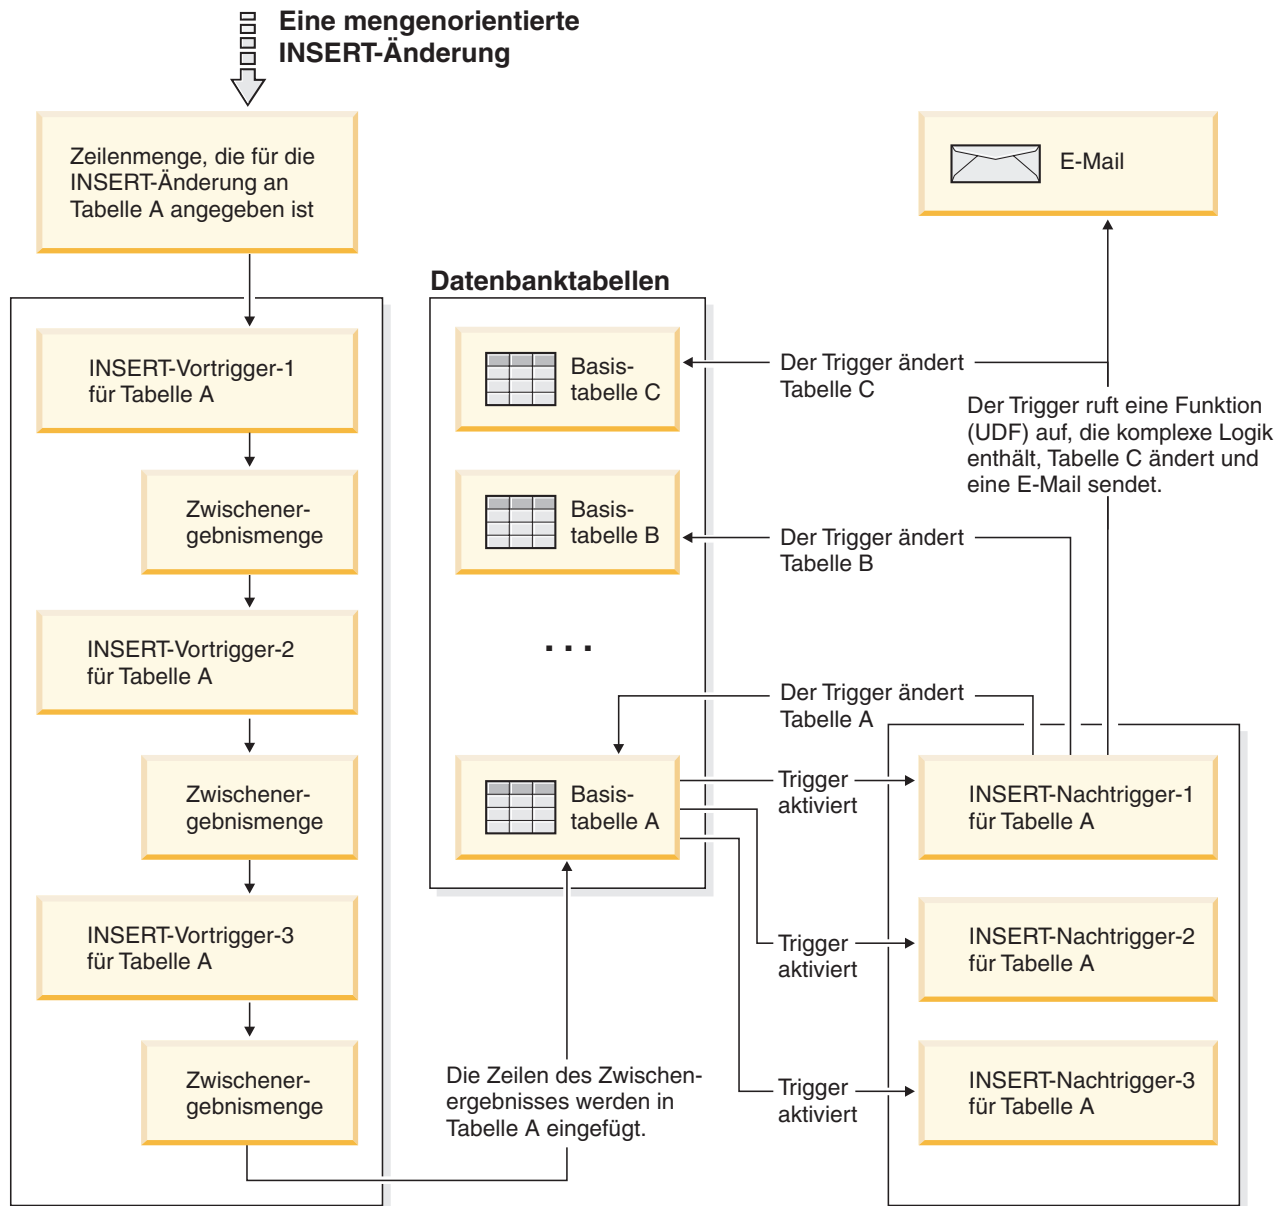 Eine mengenorientierte
INSERT-Änderung
Zeilenmenge, die für die
INSERT-Änderung an
Tabelle A angegeben ist
E-Mail
Datenbanktabellen
INSERT-Vortrigger-1
für Tabelle A
Zwischener-
gebnismenge
INSERT-Vortrigger-2
für Tabelle A
Zwischener-
gebnismenge
INSERT-Vortrigger-3
für Tabelle A
Zwischener-
gebnismenge
Basis-
tabelle C
Basis-
tabelle B
. . .
Basis-
tabelle A
Die Zeilen des Zwischen-
ergebnisses werden in
Tabelle A eingefügt.
Der Trigger ändert
Tabelle C
Der Trigger ruft eine Funktion
(UDF) auf, die komplexe Logik
enthält, Tabelle C ändert und
eine E-Mail sendet.
Der Trigger ändert
Tabelle B
Der Trigger ändert
Tabelle A
Trigger
aktiviert
INSERT-Nachtrigger-1
für Tabelle A
Trigger
aktiviert
INSERT-Nachtrigger-2
für Tabelle A
Trigger
aktiviert
INSERT-Nachtrigger-3
für Tabelle A